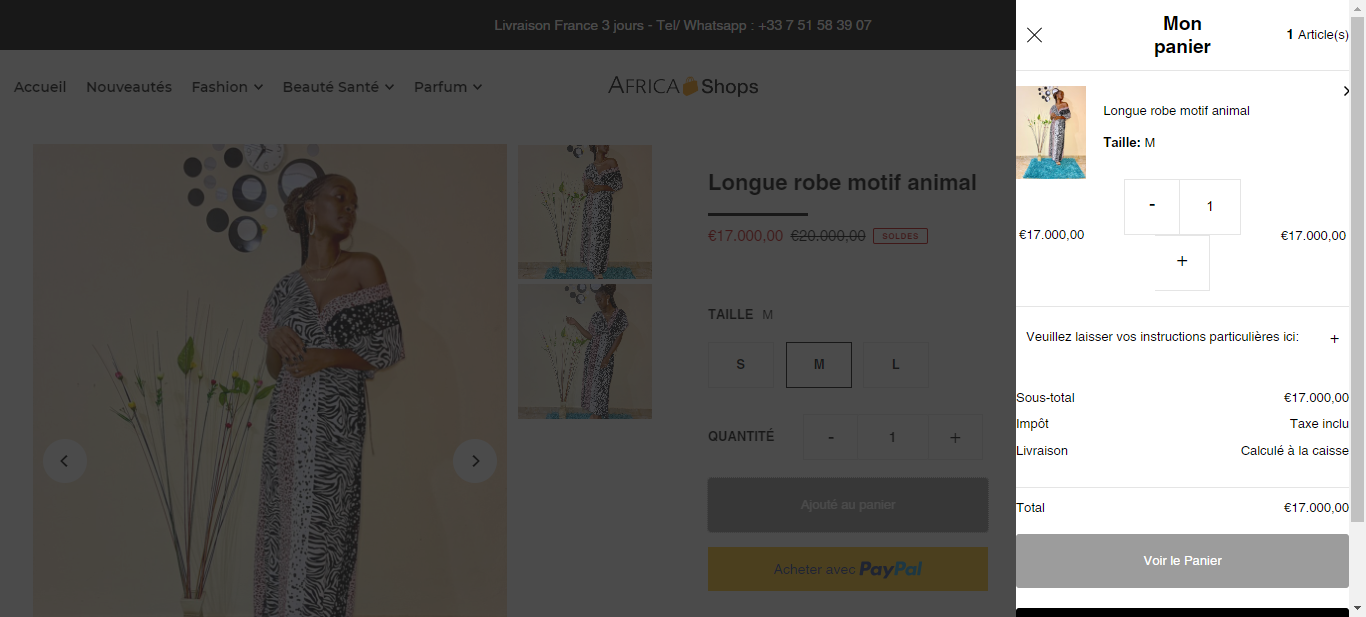 Livraison France 3 jours - Tel/ Whatsapp : +33 7 51 58 39 07
Accueil Nouveautés Fashion Beauté Santé Parfum
AFRICA Shops
Longue robe motif animal
€17.000,00 €20.000,00 SOLDES
TAILLE M
S M L
QUANTITÉ - 1 +
Ajouté au panier
Acheter avec PayPal
Mon
panier
1 Article(s)
Longue robe motif animal
Taille: M
- 1
€17.000,00 €17.000,00
+
Veuillez laisser vos instructions particulières ici: +
Sous-total €17.000,00
Impôt Taxe inclu
Livraison Calculé à la caisse
Total €17.000,00
Voir le Panier